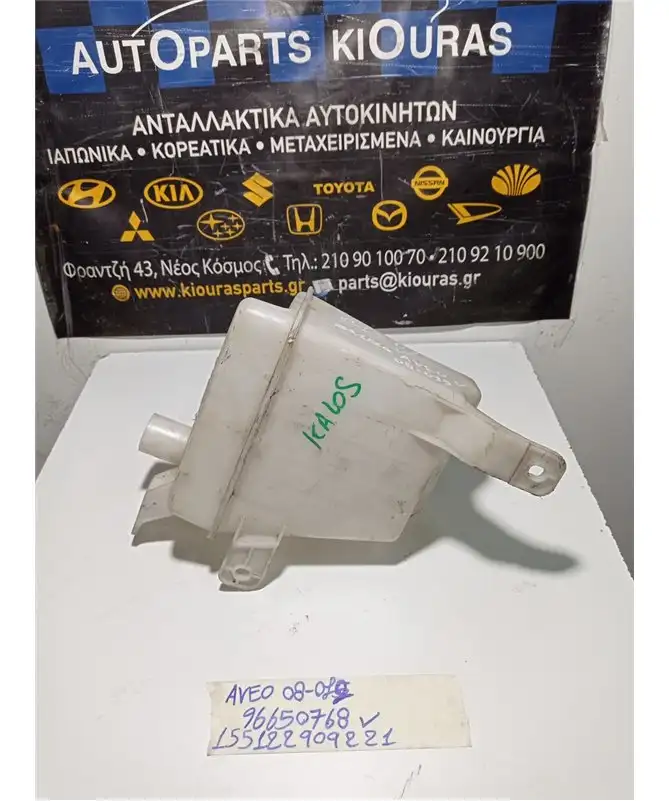 AUTOPARTS KIOURAS
ΑΝΤΑΛΛΑΚΤΙΚΑ ΑΥΤΟΚΙΝΗΤΩΝ
ΙΑΠΩΝΙΚΑ • ΚΟΡΕΑΤΙΚΑ • ΜΕΤΑΧΕΙΡΙΣΜΕΝΑ • ΚΑΙΝΟΥΡΓΙΑ
KIA
TOYOTA
NISSAN
Φραντζή 43, Νέος Κόσμος Τηλ.: 210 90 100 70 - 210 92 10 900
www.kiourasparts.gr parts@kiouras.gr
KALOS
AVEO 08-
96650768 ✓
155122909221